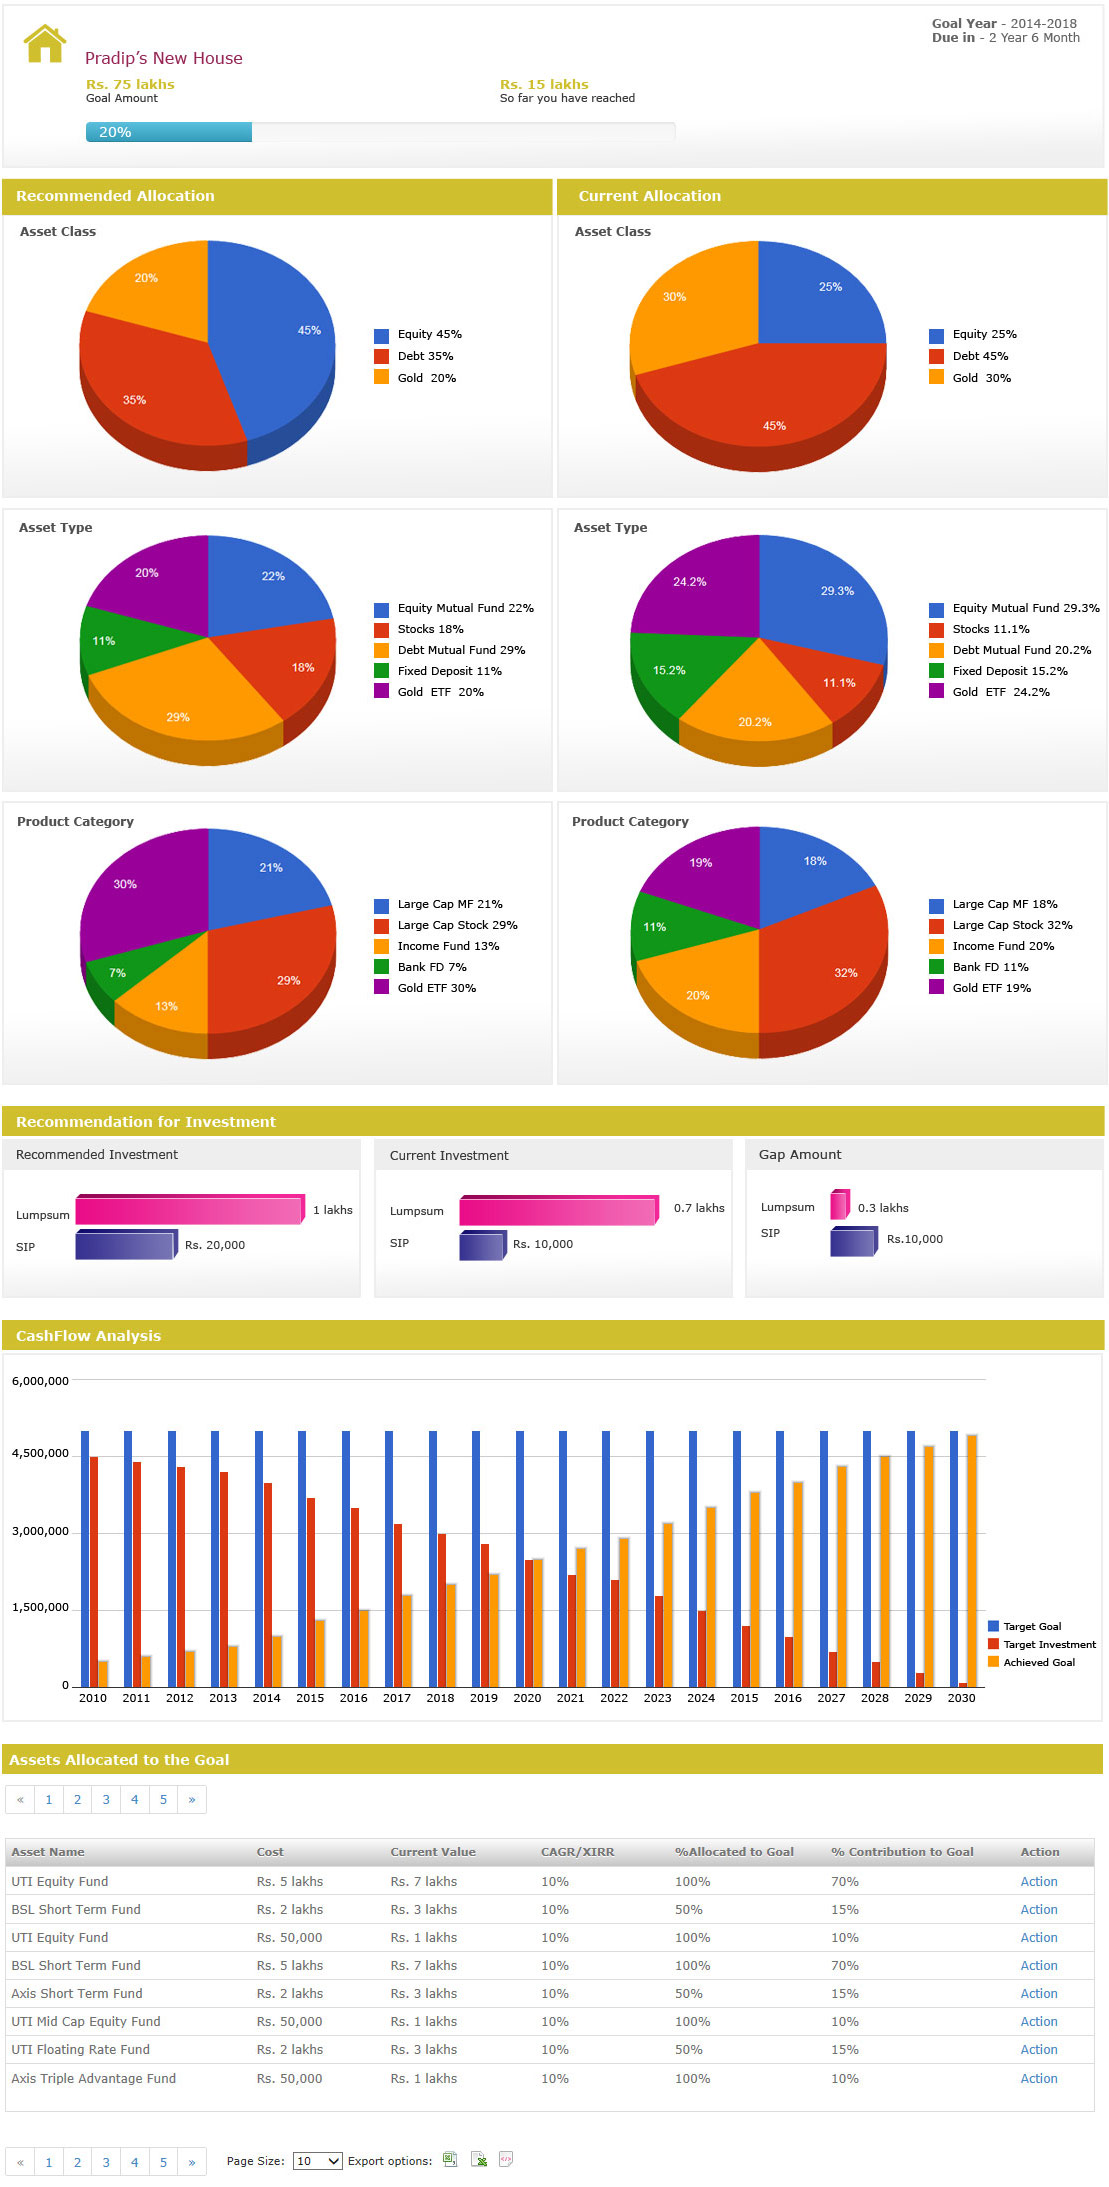 Goal Year - 2014-2018
Due in - 2 Year 6 Month
Pradip's New House
Rs. 75 lakhs
Goal Amount
Rs. 15 lakhs
So far you have reached
20%
Recommended Allocation
Asset Class
20%
45%
35%
Equity 45%
Debt 35%
Gold 20%
Current Allocation
Asset Class
25%
30%
45%
Equity 25%
Debt 45%
Gold 30%
Asset Type
20%
22%
11%
18%
29%
Equity Mutual Fund 22%
Stocks 18%
Debt Mutual Fund 29%
Fixed Deposit 11%
Gold ETF 20%
Asset Type
24.2%
29.3%
15.2%
11.1%
20.2%
Equity Mutual Fund 29.3%
Stocks 11.1%
Debt Mutual Fund 20.2%
Fixed Deposit 15.2%
Gold ETF 24.2%
Product Category
21%
30%
7%
29%
13%
Large Cap MF 21%
Large Cap Stock 29%
Income Fund 13%
Bank FD 7%
Gold ETF 30%
Product Category
18%
19%
11%
32%
20%
Large Cap MF 18%
Large Cap Stock 32%
Income Fund 20%
Bank FD 11%
Gold ETF 19%
Recommendation for Investment
Recommended Investment
Lumpsum 1 lakhs
SIP Rs. 20,000
Current Investment
Lumpsum 0.7 lakhs
SIP Rs. 10,000
Gap Amount
Lumpsum 0.3 lakhs
SIP Rs.10,000
CashFlow Analysis
6,000,000
4,500,000
3,000,000
1,500,000
0
Target Goal
Target Investment
Achieved Goal
2010 2011 2012 2013 2014 2015 2016 2017 2018 2019 2020 2021 2022 2023 2024 2015 2016 2027 2028 2029 2030
Assets Allocated to the Goal
« 1 2 3 4 5 »
Asset Name Cost Current Value CAGR/XIRR %Allocated to Goal % Contribution to Goal Action
UTI Equity Fund Rs. 5 lakhs Rs. 7 lakhs 10% 100% 70% Action
BSL Short Term Fund Rs. 2 lakhs Rs. 3 lakhs 10% 50% 15% Action
UTI Equity Fund Rs. 50,000 Rs. 1 lakhs 10% 100% 10% Action
BSL Short Term Fund Rs. 5 lakhs Rs. 7 lakhs 10% 100% 70% Action
Axis Short Term Fund Rs. 2 lakhs Rs. 3 lakhs 10% 50% 15% Action
UTI Mid Cap Equity Fund Rs. 50,000 Rs. 1 lakhs 10% 100% 10% Action
UTI Floating Rate Fund Rs. 2 lakhs Rs. 3 lakhs 10% 50% 15% Action
Axis Triple Advantage Fund Rs. 50,000 Rs. 1 lakhs 10% 100% 10% Action
« 1 2 3 4 5 » Page Size: 10 Export options: